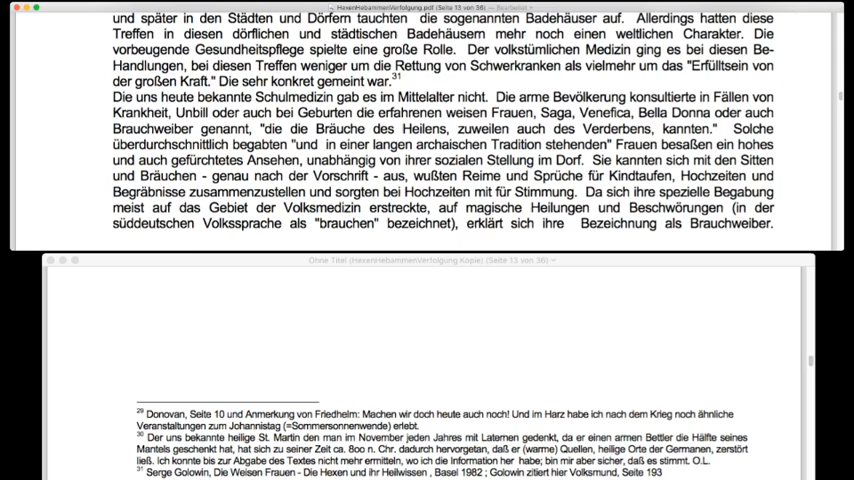 HexenHebammenVerfolgung.pdf (Seite 13 von 36) — Bearbeitet
und später in den Städten und Dörfern tauchten die sogenannten Badehäuser auf. Allerdings hatten diese
Treffen in diesen dörflichen und städtischen Badehäusern mehr noch einen weltlichen Charakter. Die
vorbeugende Gesundheitspflege spielte eine große Rolle. Der volkstümlichen Medizin ging es bei diesen Be-
Handlungen, bei diesen Treffen weniger um die Rettung von Schwerkranken als vielmehr um das "Erfülltsein von
der großen Kraft." Die sehr konkret gemeint war.31
Die uns heute bekannte Schulmedizin gab es im Mittelalter nicht. Die arme Bevölkerung konsultierte in Fällen von
Krankheit, Unbill oder auch bei Geburten die erfahrenen weisen Frauen, Saga, Venefica, Bella Donna oder auch
Brauchweiber genannt, "die die Bräuche des Heilens, zuweilen auch des Verderbens, kannten." Solche
überdurchschnittlich begabten "und in einer langen archaischen Tradition stehenden" Frauen besaßen ein hohes
und auch gefürchtetes Ansehen, unabhängig von ihrer sozialen Stellung im Dorf. Sie kannten sich mit den Sitten
und Bräuchen - genau nach der Vorschrift - aus, wußten Reime und Sprüche für Kindtaufen, Hochzeiten und
Begräbnisse zusammenzustellen und sorgten bei Hochzeiten mit für Stimmung. Da sich ihre spezielle Begabung
meist auf das Gebiet der Volksmedizin erstreckte, auf magische Heilungen und Beschwörungen (in der
süddeutschen Volkssprache als "brauchen" bezeichnet), erklärt sich ihre Bezeichnung als Brauchweiber.
Ohne Titel (HexenHebammenVerfolgung Kopie) (Seite 13 von 36)
29 Donovan, Seite 10 und Anmerkung von Friedhelm: Machen wir doch heute auch noch! Und im Harz habe ich nach dem Krieg noch ähnliche
Veranstaltungen zum Johannistag (=Sommersonnenwende) erlebt.
30 Der uns bekannte heilige St. Martin den man im November jeden Jahres mit Laternen gedenkt, da er einen armen Bettler die Hälfte seines
Mantels geschenkt hat, hat sich zu seiner Zeit ca. 800 n. Chr. dadurch hervorgetan, daß er (warme) Quellen, heilige Orte der Germanen, zerstört
ließ. Ich konnte bis zur Abgabe des Textes nicht mehr ermitteln, wo ich die Information her habe; bin mir aber sicher, daß es stimmt. O.L.
31 Serge Golowin, Die Weisen Frauen - Die Hexen und ihr Heilwissen , Basel 1982 ; Golowin zitiert hier Volksmund, Seite 193